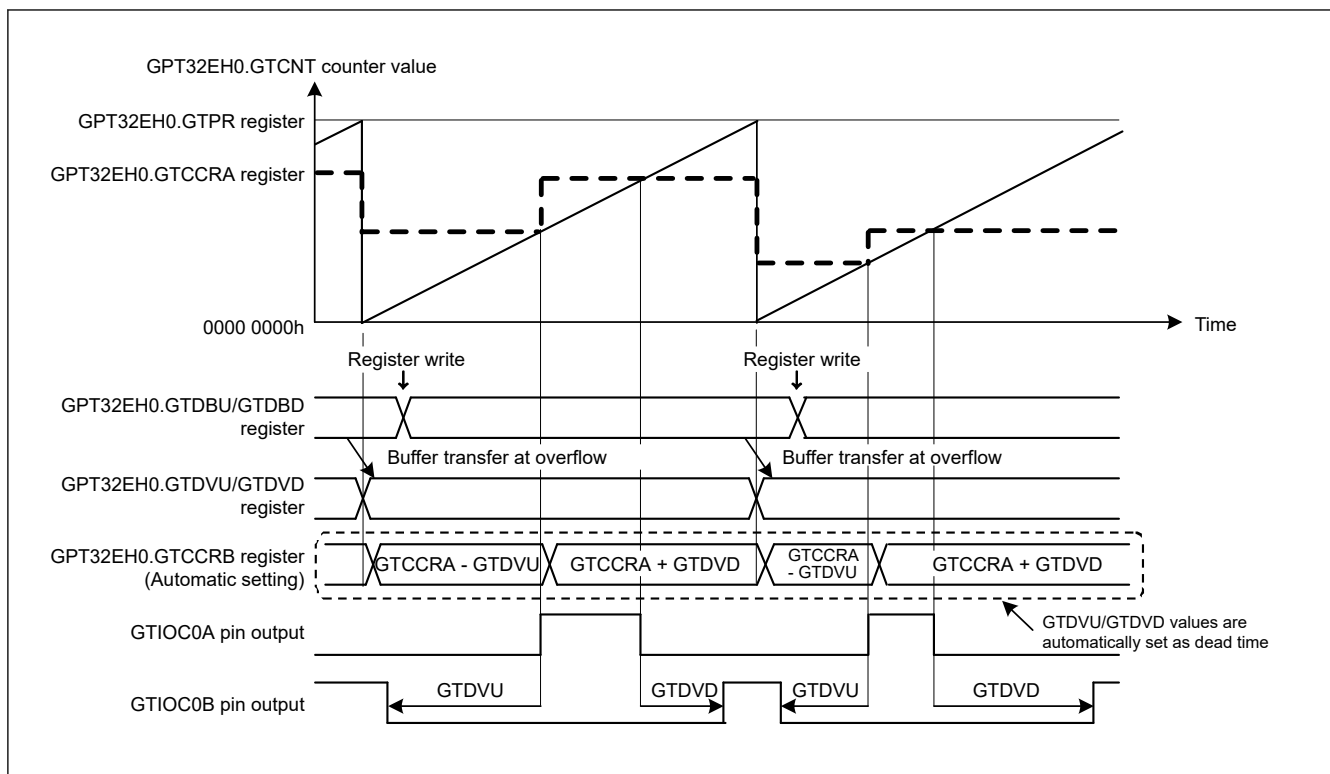 GPT32EH0.GTCNT counter value
GPT32EH0.GTPR register
GPT32EH0.GTCCRA register
0000 0000h
Time
Register write
Register write
GPT32EH0.GTDBU/GTDBD
register
Buffer transfer at overflow
Buffer transfer at overflow
GPT32EH0.GTDVU/GTDVD
register
GPT32EH0.GTCCRB register
(Automatic setting)
GTCCRA - GTDVU
GTCCRA + GTDVD
GTCCRA
- GTDVU
GTCCRA + GTDVD
GTIOC0A pin output
GTDVU/GTDVD values are
automatically set as dead time
GTIOC0B pin output
GTDVU
GTDVD
GTDVU
GTDVD